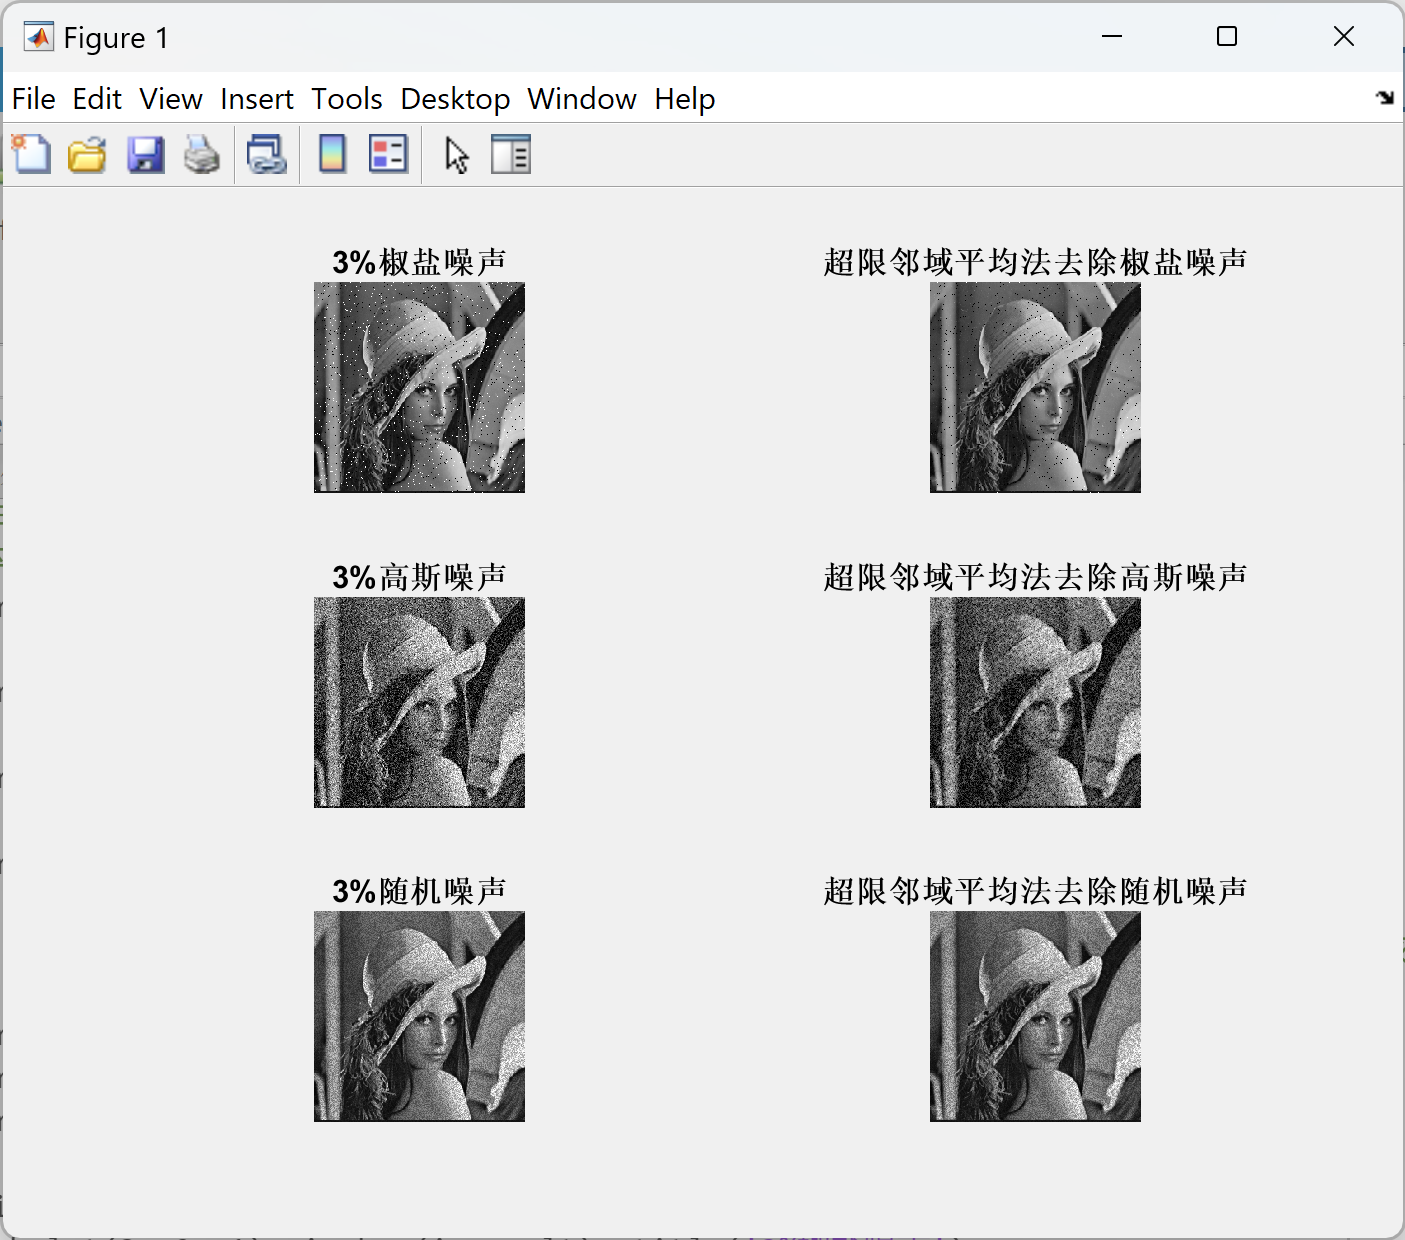 Figure 1
File Edit View Insert Tools Desktop Window Help
3%椒盐噪声
超限邻域平均法去除椒盐噪声
3%高斯噪声
超限邻域平均法去除高斯噪声
3%随机噪声
超限邻域平均法去除随机噪声